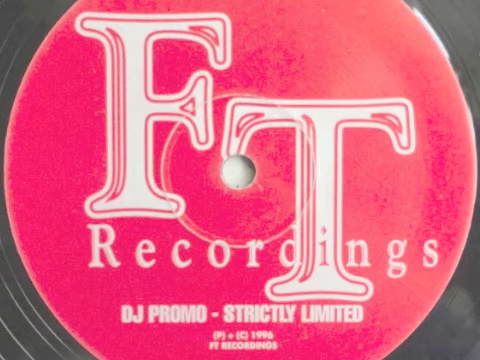 FT
Recordings
DJ PROMO - STRICTLY LIMITED
(P) + (C) 1996
FT RECORDINGS